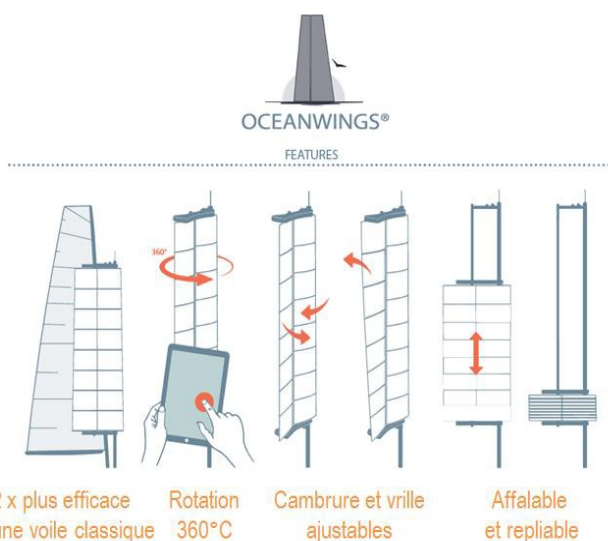 OCEANWINGS®
FEATURES
360°
2 x plus efficace
une voile classique
Rotation
360°C
Cambrure et vrille
ajustables
Affalable
et repliable